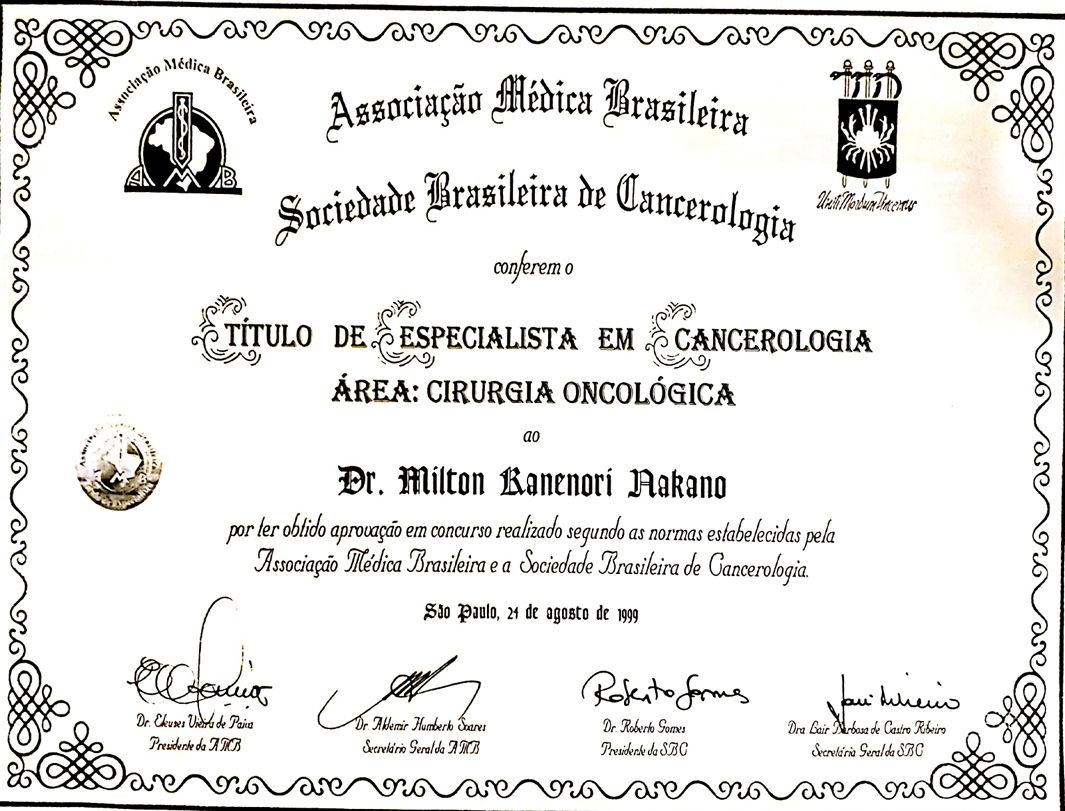 Associação Médica Brasileira
AMB
Associação Médica Brasileira
Sociedade Brasileira de Cancerologia
conferem o
TÍTULO DE ESPECIALISTA EM CANCEROLOGIA
ÁREA: CIRURGIA ONCOLÓGICA
ao
Dr. Milton Kanenori Nakano
por ter obtido aprovação em concurso realizado segundo as normas estabelecidas pela
Associação Médica Brasileira e a Sociedade Brasileira de Cancerologia.
São Paulo, 21 de agosto de 1999
Roberto Gomes
Dr. Eleuses Vieira de Paiva
Presidente da AMB
Dr. Aldemir Humberto Soares
Secretário Geral da AMB
Dr. Roberto Gomes
Presidente da SBC
Dra Lair Barbosa de Castro Ribeiro
Secretária Geral da SBC